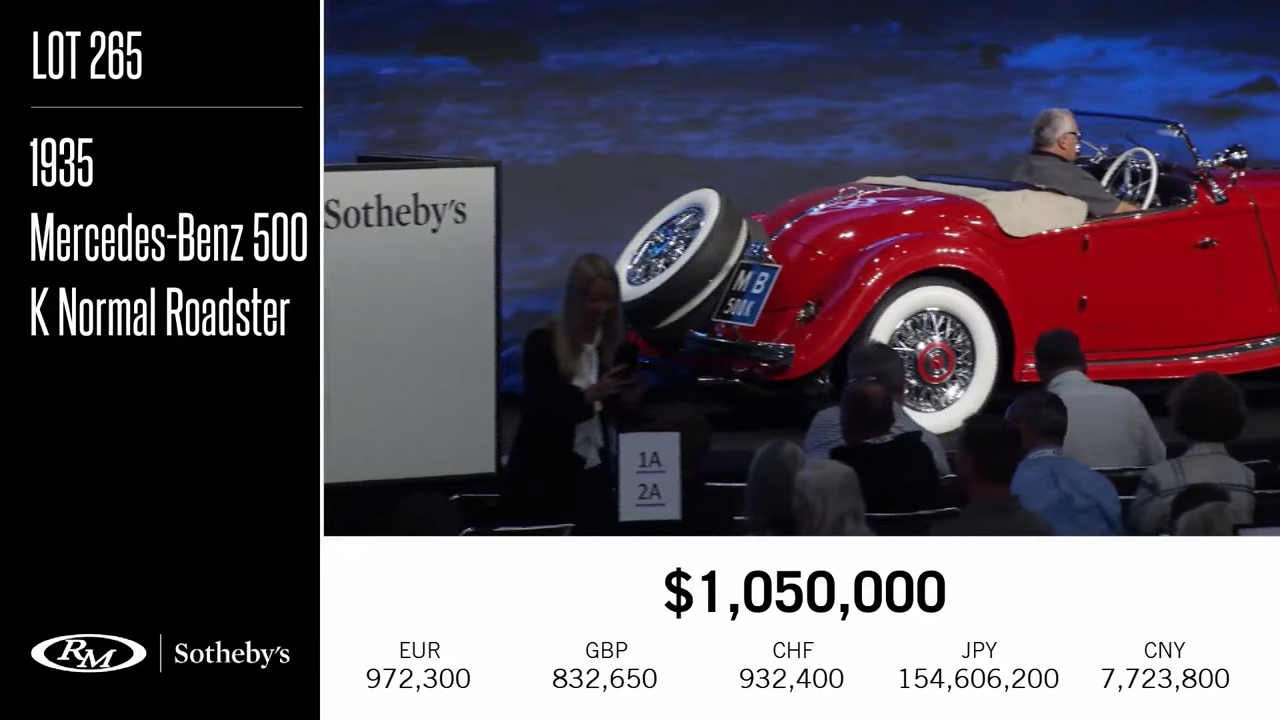 LOT 265
1935
Mercedes-Benz 500
K Normal Roadster
RM Sotheby's
Sotheby's
M B
500K
1A
2A
$1,050,000
EUR GBP CHF JPY CNY
972,300 832,650 932,400 154,606,200 7,723,800